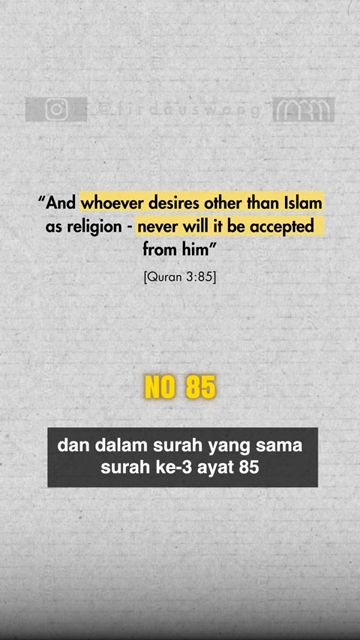 @firdauswong
"And whoever desires other than Islam
as religion - never will it be accepted
from him"
[Quran 3:85]
NO 85
dan dalam surah yang sama
surah ke-3 ayat 85